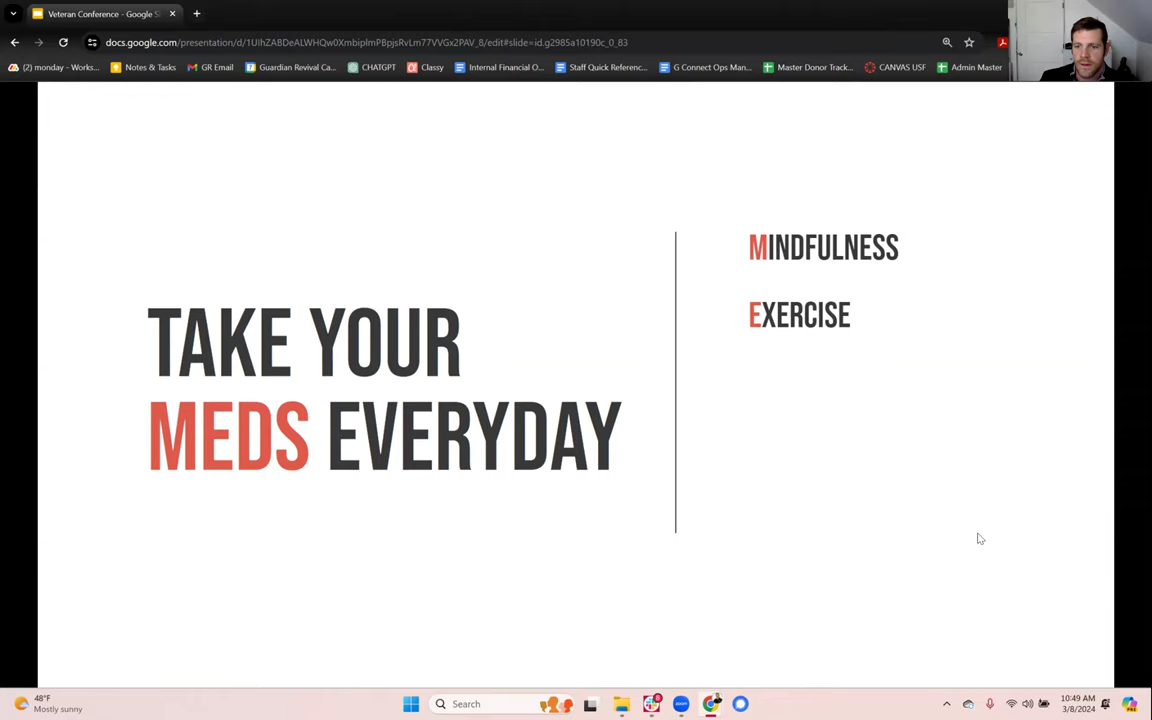 Veteran Conference - Google Sl
docs.google.com/presentation/d/1UIhZABDeALWHQw0XmbiplmPBpjsRvLm77VVGx2PAV_8/edit#slide=id.g2985a10190c_0_83
(2) monday - Works...
Notes & Tasks
GR Email
Guardian Revival Ca...
CHATGPT
Classy
Internal Financial O...
Staff Quick Referenc...
G Connect Ops Man...
Master Donor Track...
CANVAS USF
Admin Master
TAKE YOUR
MEDS EVERYDAY
MINDFULNESS
EXERCISE
48°F
Mostly sunny
Search
10:49 AM
3/8/2024